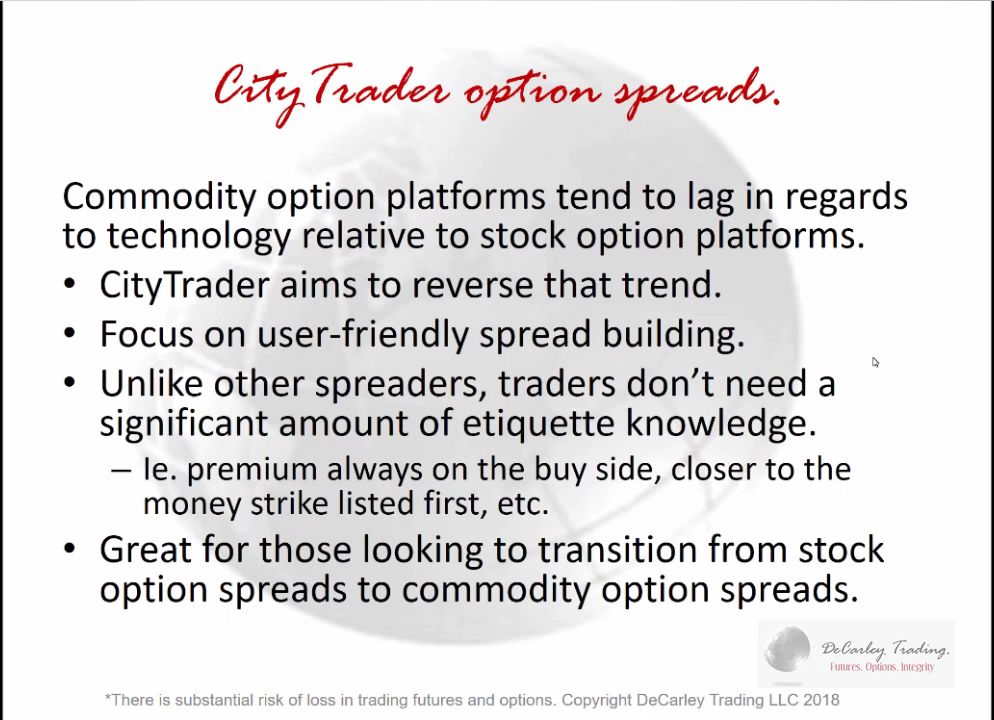 CityTrader option spreads.
Commodity option platforms tend to lag in regards
to technology relative to stock option platforms.
• CityTrader aims to reverse that trend.
• Focus on user-friendly spread building.
• Unlike other spreaders, traders don’t need a
significant amount of etiquette knowledge.
– Ie. premium always on the buy side, closer to the
money strike listed first, etc.
• Great for those looking to transition from stock
option spreads to commodity option spreads.
DeCarley Trading.
Futures. Options. Integrity
*There is substantial risk of loss in trading futures and options. Copyright DeCarley Trading LLC 2018